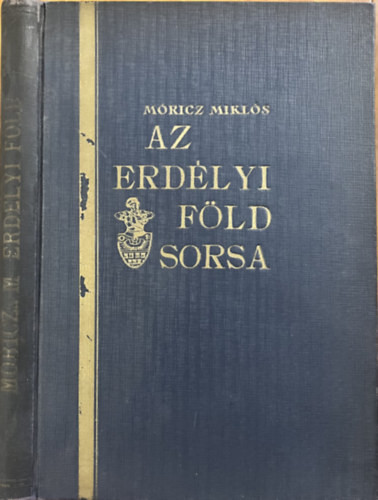 MÓRICZ MIKLÓS
AZ
ERDÉLYI
FÖLD
SORSA
MÓRICZ M. ERDÉLYI FÖLD